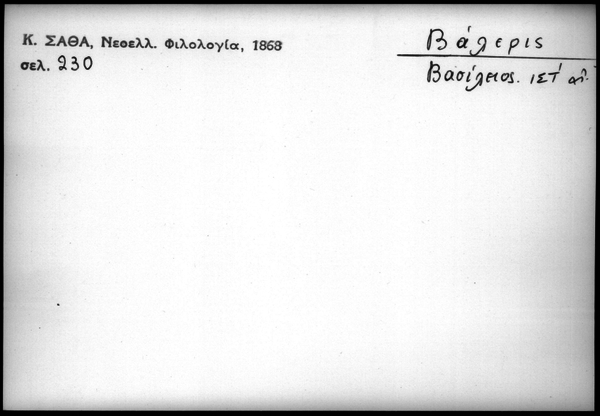 Κ. ΣΑΘΑ, Νεοελλ. Φιλολογία, 1868
σελ. 230
Βάλερις
Βασίλειος. ΙΣΤ΄ αἰ.